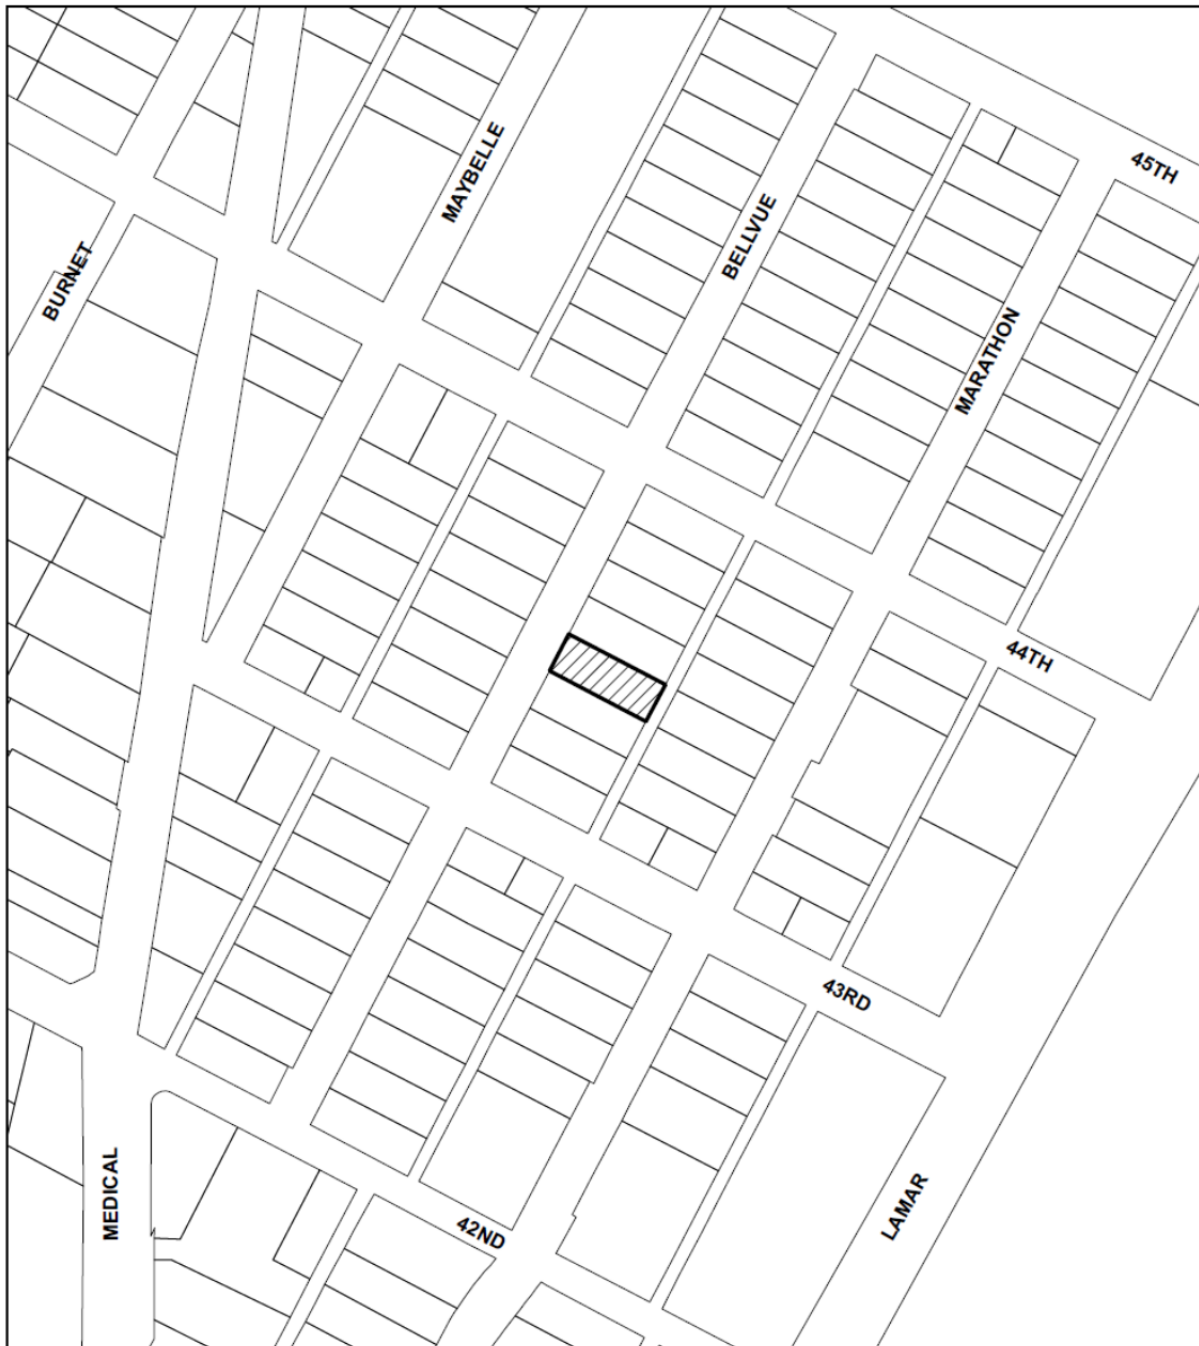 45TH
MAYBELLE
BELLVUE
BURNET
MARATHON
44TH
43RD
MEDICAL
LAMAR
42ND